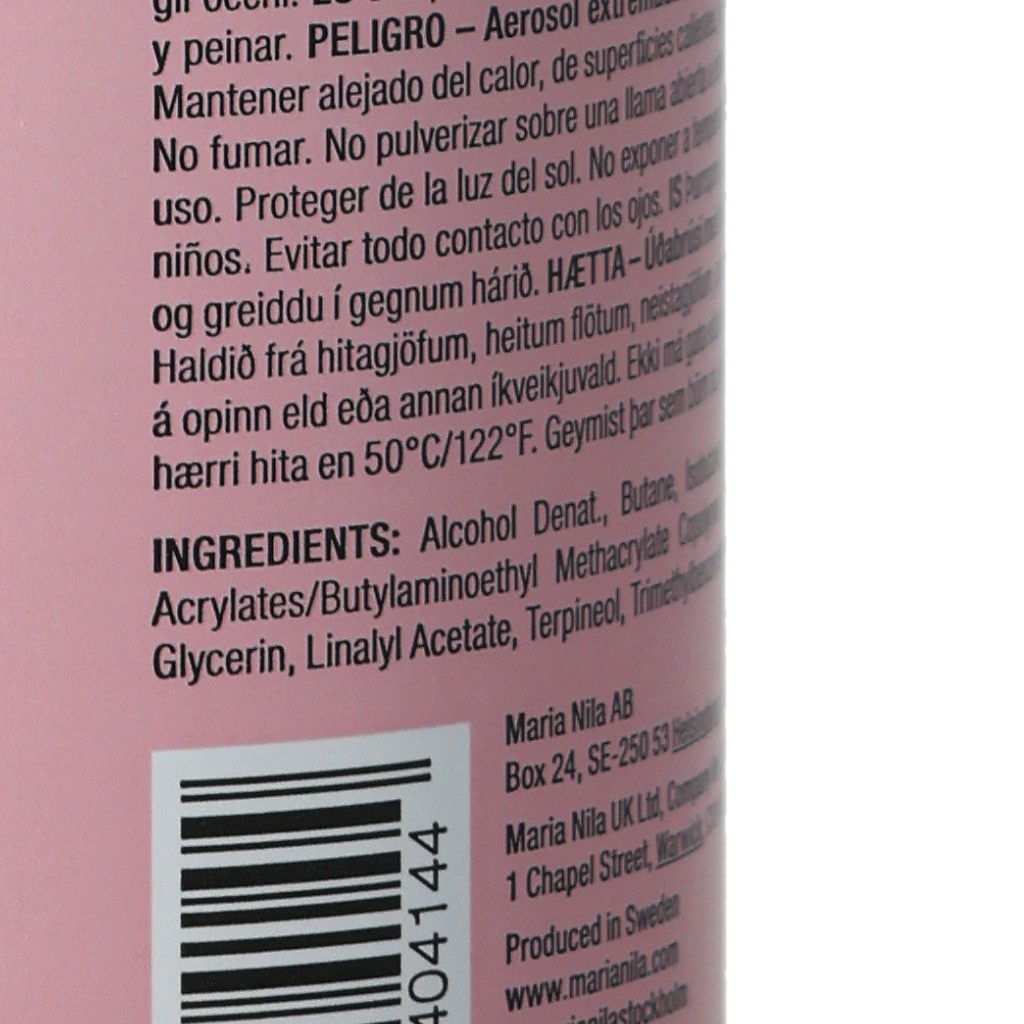 y peinar. PELIGRO – Aerosol
Mantener alejado del calor, de superficies
No fumar. No pulverizar sobre una llama
uso. Proteger de la luz del sol. No exponer a
niños. Evitar todo contacto con los ojos. IS
og greiddu í gegnum hárið. HÆTTA –
Haldið frá hitagjöfum, heitum flötum,
á opinn eld eða annan íkveikjuvald. Ekki má
hærri hita en 50°C/122°F. Geymist þar sem
INGREDIENTS: Alcohol Denat., Butane,
Acrylates/Butylaminoethyl Methacrylate
Glycerin, Linalyl Acetate, Terpineol,
Maria Nila AB
Box 24, SE-250 53
Maria Nila UK Ltd,
1 Chapel Street, Warwick,
Produced in Sweden
www.marianila.com
404144